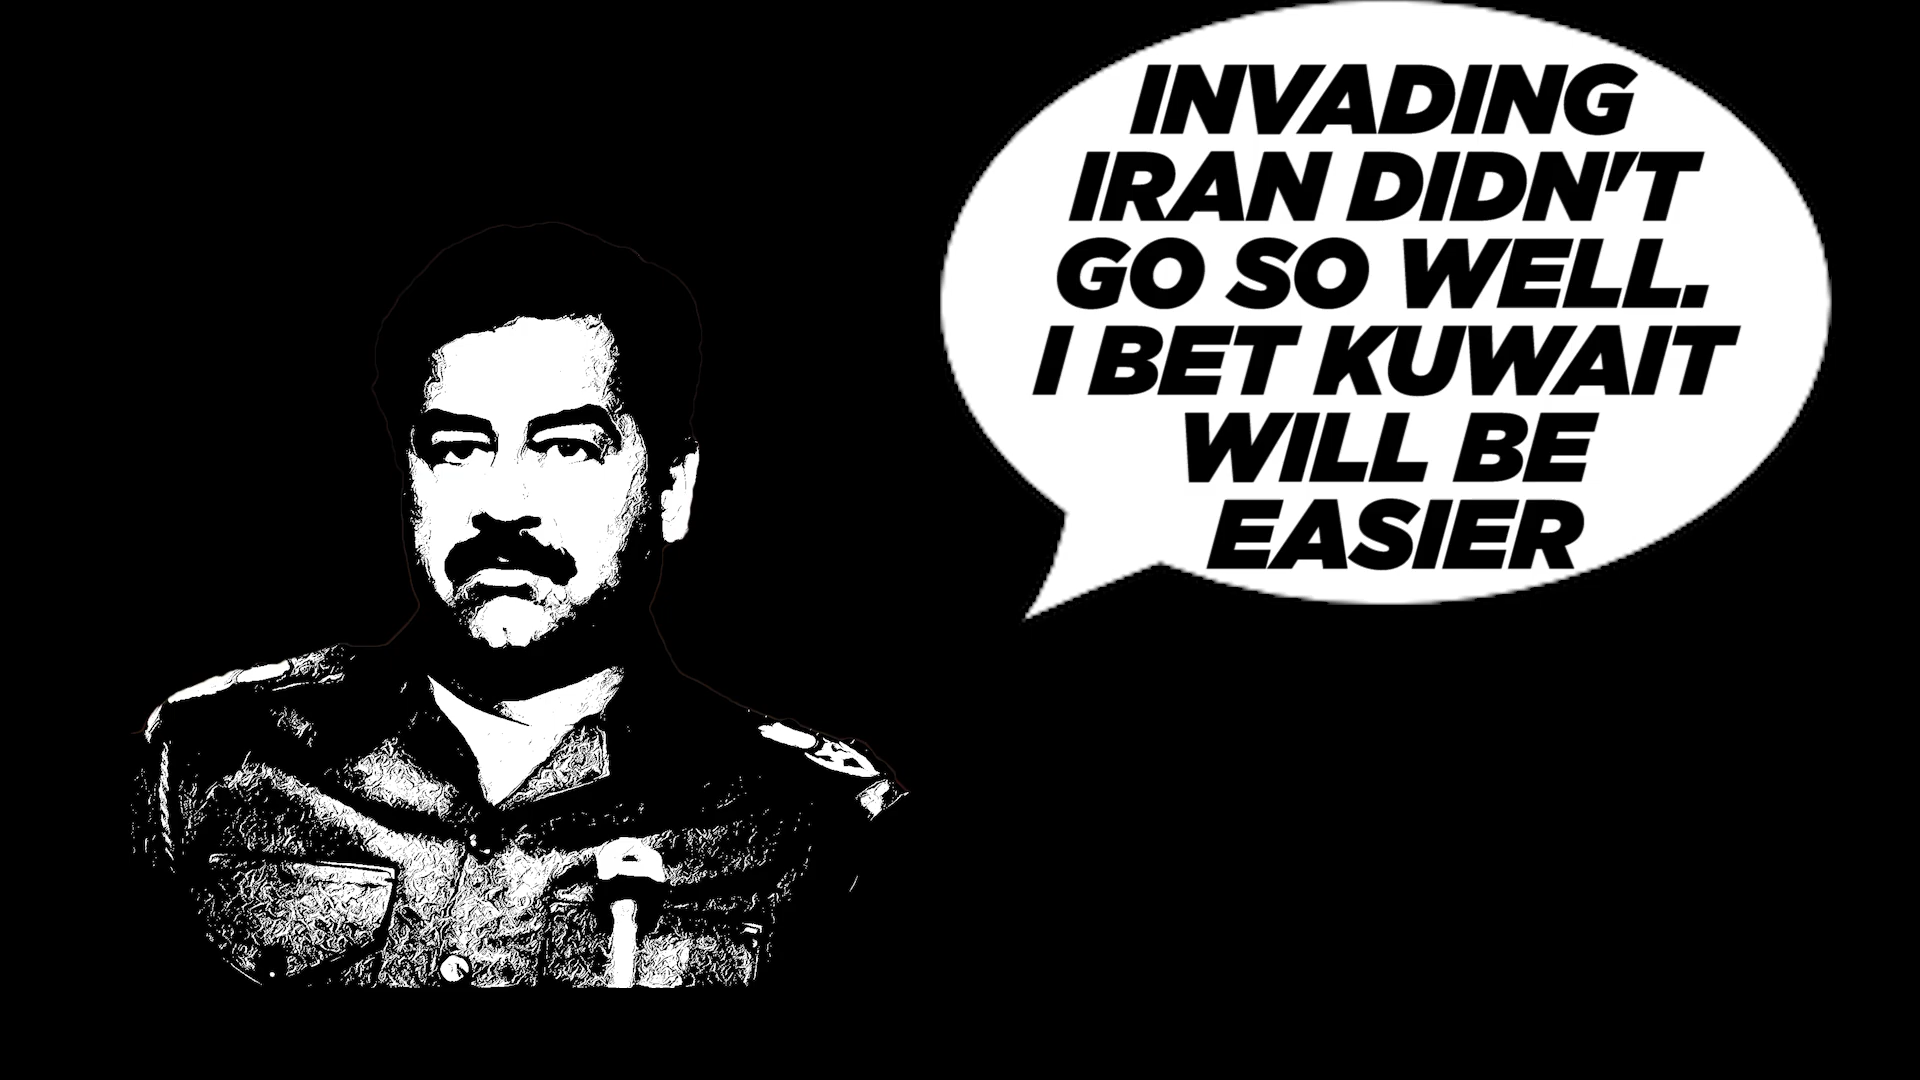 INVADING
IRAN DIDN'T
GO SO WELL.
I BET KUWAIT
WILL BE
EASIER